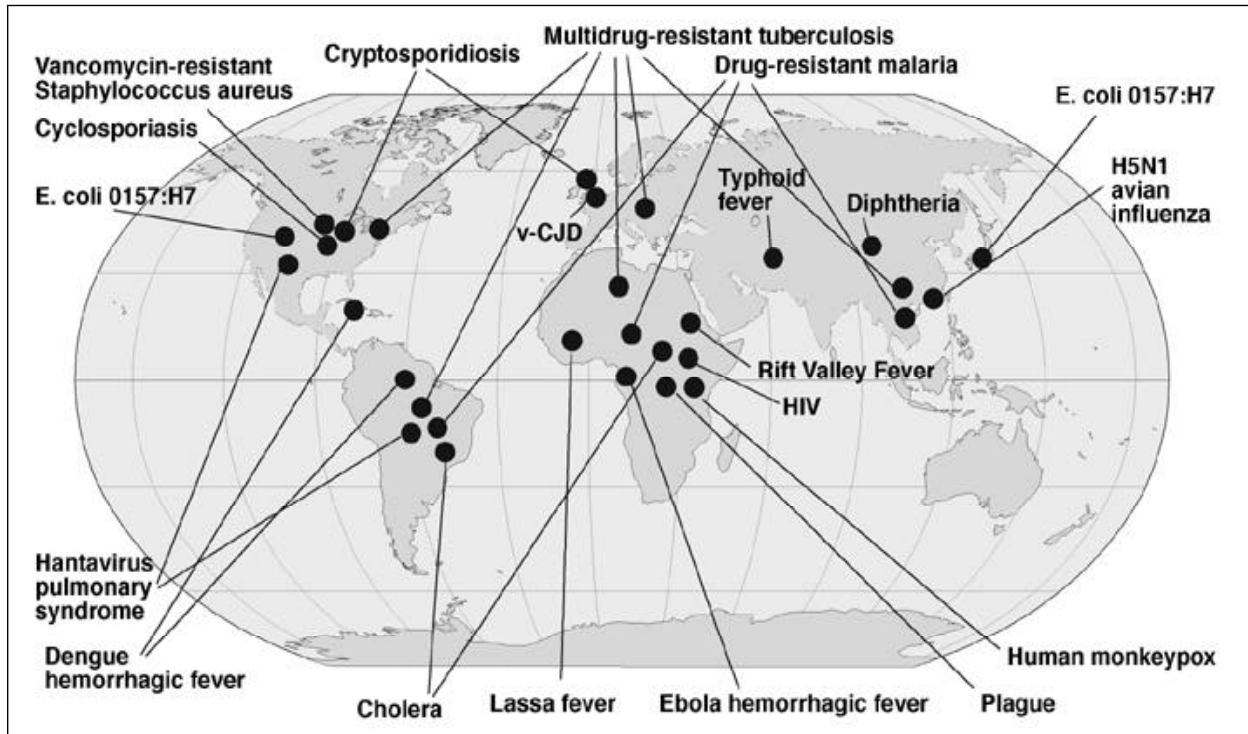 Multidrug-resistant tuberculosis
Cryptosporidiosis
Vancomycin-resistant
Staphylococcus aureus
Drug-resistant malaria
E. coli 0157:H7
Cyclosporiasis
H5N1
avian
influenza
Typhoid
fever
E. coli 0157:H7
Diphtheria
v-CJD
Rift Valley Fever
HIV
Hantavirus
pulmonary
syndrome
Dengue
hemorrhagic fever
Human monkeypox
Cholera
Lassa fever
Ebola hemorrhagic fever
Plague